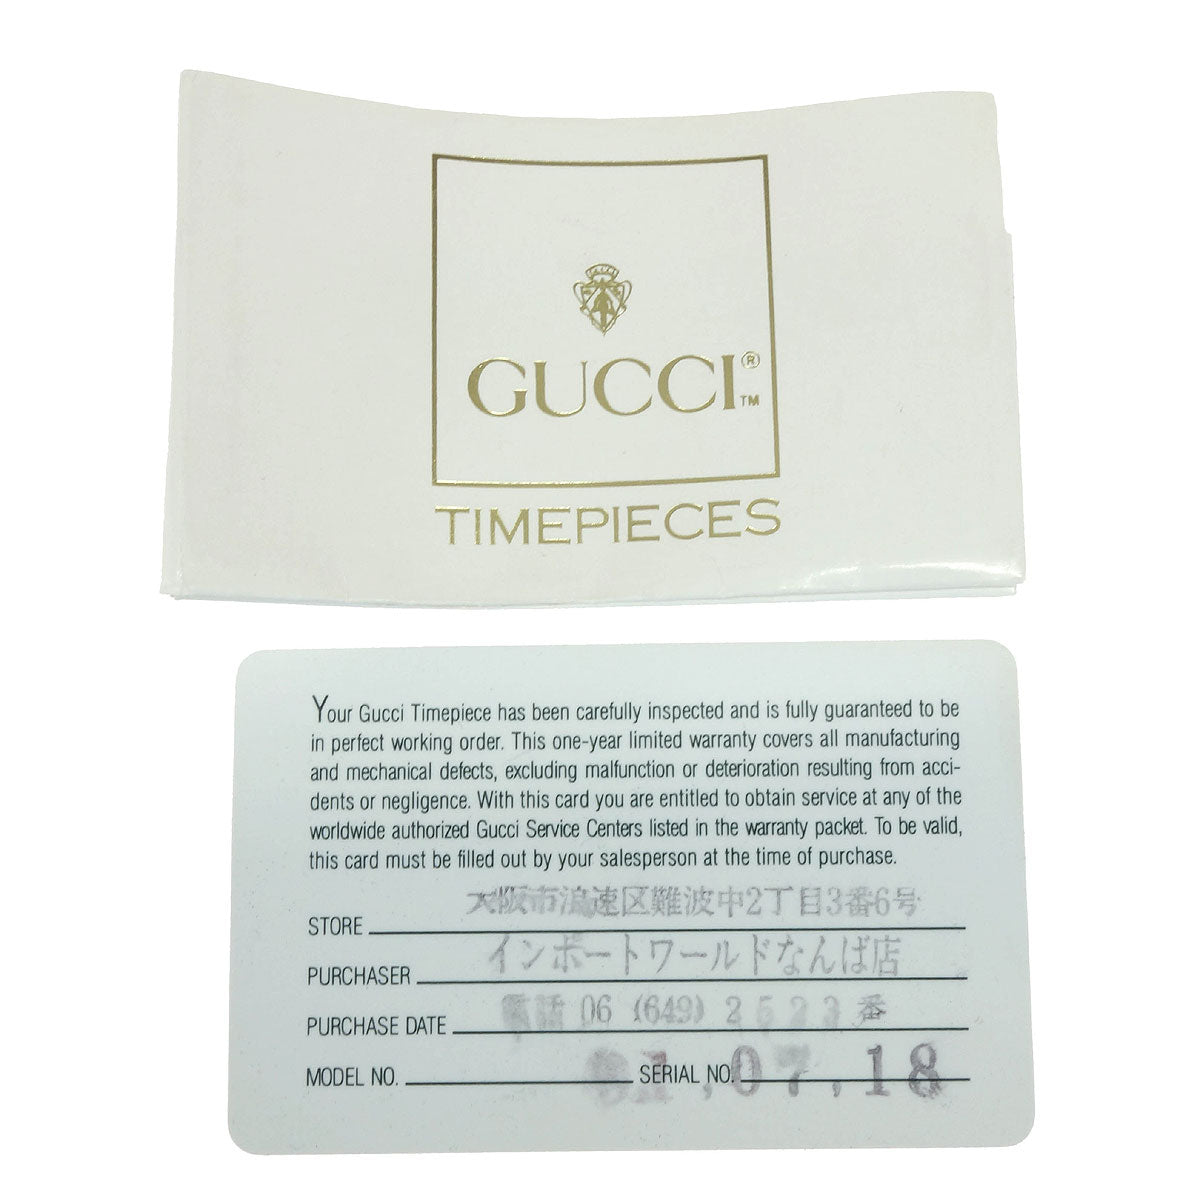 GUCCI®™
TIMEPIECES
Your Gucci Timepiece has been carefully inspected and is fully guaranteed to be
in perfect working order. This one-year limited warranty covers all manufacturing
and mechanical defects, excluding malfunction or deterioration resulting from acci-
dents or negligence. With this card you are entitled to obtain service at any of the
worldwide authorized Gucci Service Centers listed in the warranty packet. To be valid,
this card must be filled out by your salesperson at the time of purchase.
STORE 大阪市浪速区難波中2丁目3番6号
PURCHASER インポートワールドなんば店
PURCHASE DATE 電話 06 (649) 2523 番
MODEL NO. SERIAL NO. 07.18